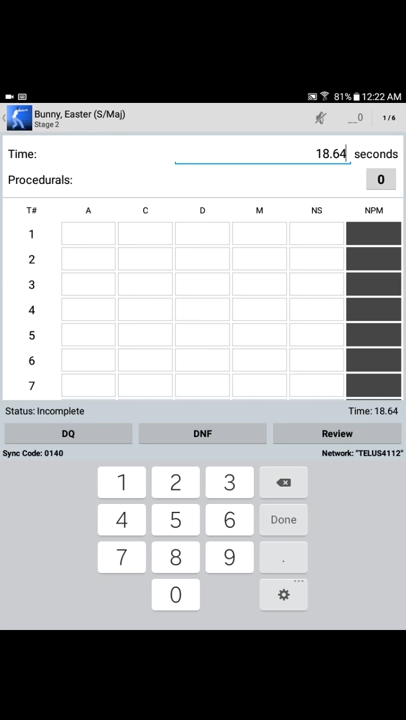 81% 12:22 AM
Bunny, Easter (S/Maj)
Stage 2
__0
1/6
Time: 18.64 seconds
Procedurals: 0
T# A C D M NS NPM
1
2
3
4
5
6
7
Status: Incomplete Time: 18.64
DQ DNF Review
Sync Code: 0140 Network: "TELUS4112"
1 2 3
4 5 6 Done
7 8 9 .
0 ...